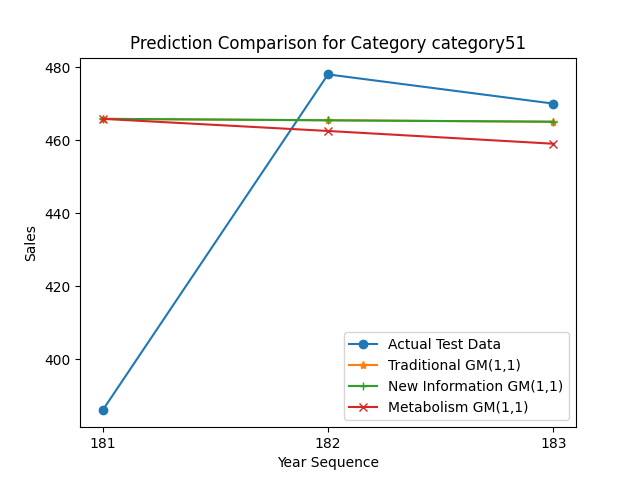 Prediction Comparison for Category category51
480
460
440
420
400
Sales
181
182
183
Year Sequence
Actual Test Data
Traditional GM(1,1)
New Information GM(1,1)
Metabolism GM(1,1)